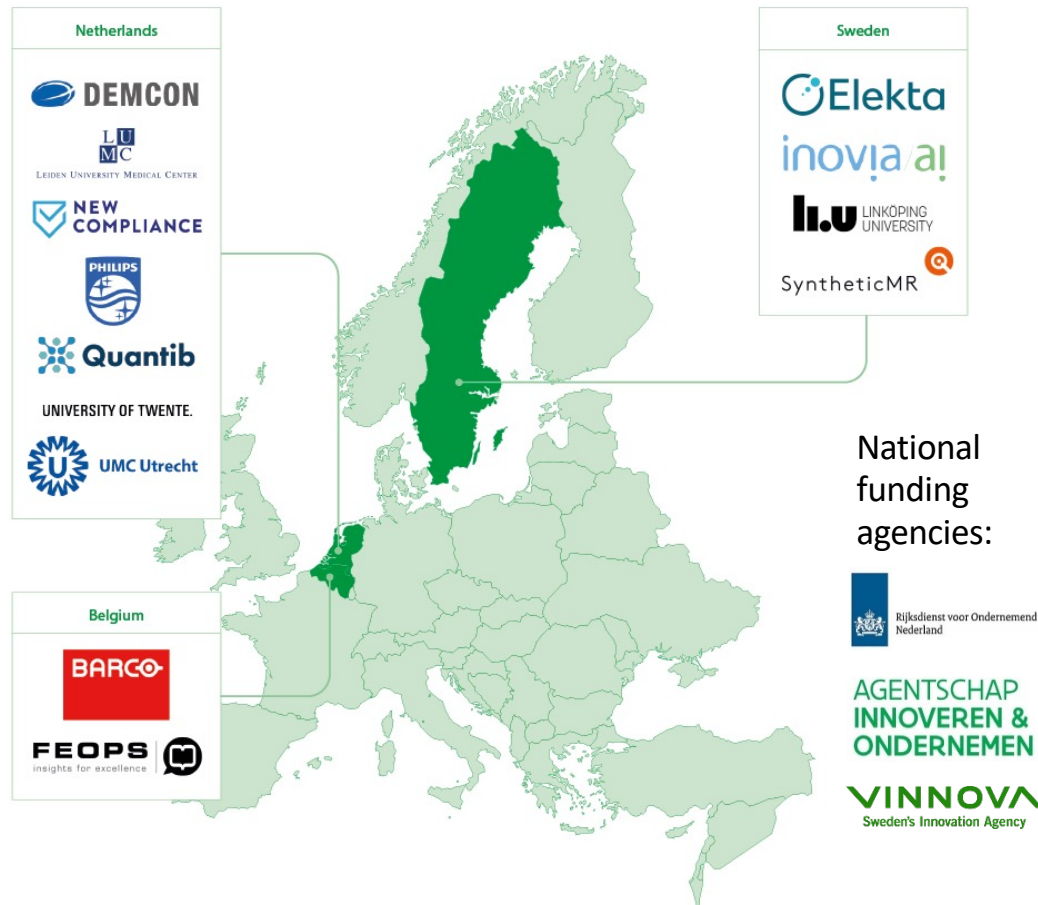 Netherlands
DEMCON
L U
M C
LEIDEN UNIVERSITY MEDICAL CENTER
NEW
COMPLIANCE
PHILIPS
Quantib
UNIVERSITY OF TWENTE.
U
UMC Utrecht
Belgium
BARCO
FEOPS
insights for excellence
Sweden
Elekta
inovia/ai
li.u LINKÖPING
UNIVERSITY
SyntheticMR
National
funding
agencies:
Rijksdienst voor Ondernemend
Nederland
AGENTSCHAP
INNOVEREN &
ONDERNEMEN
VINNOVA
Sweden's Innovation Agency